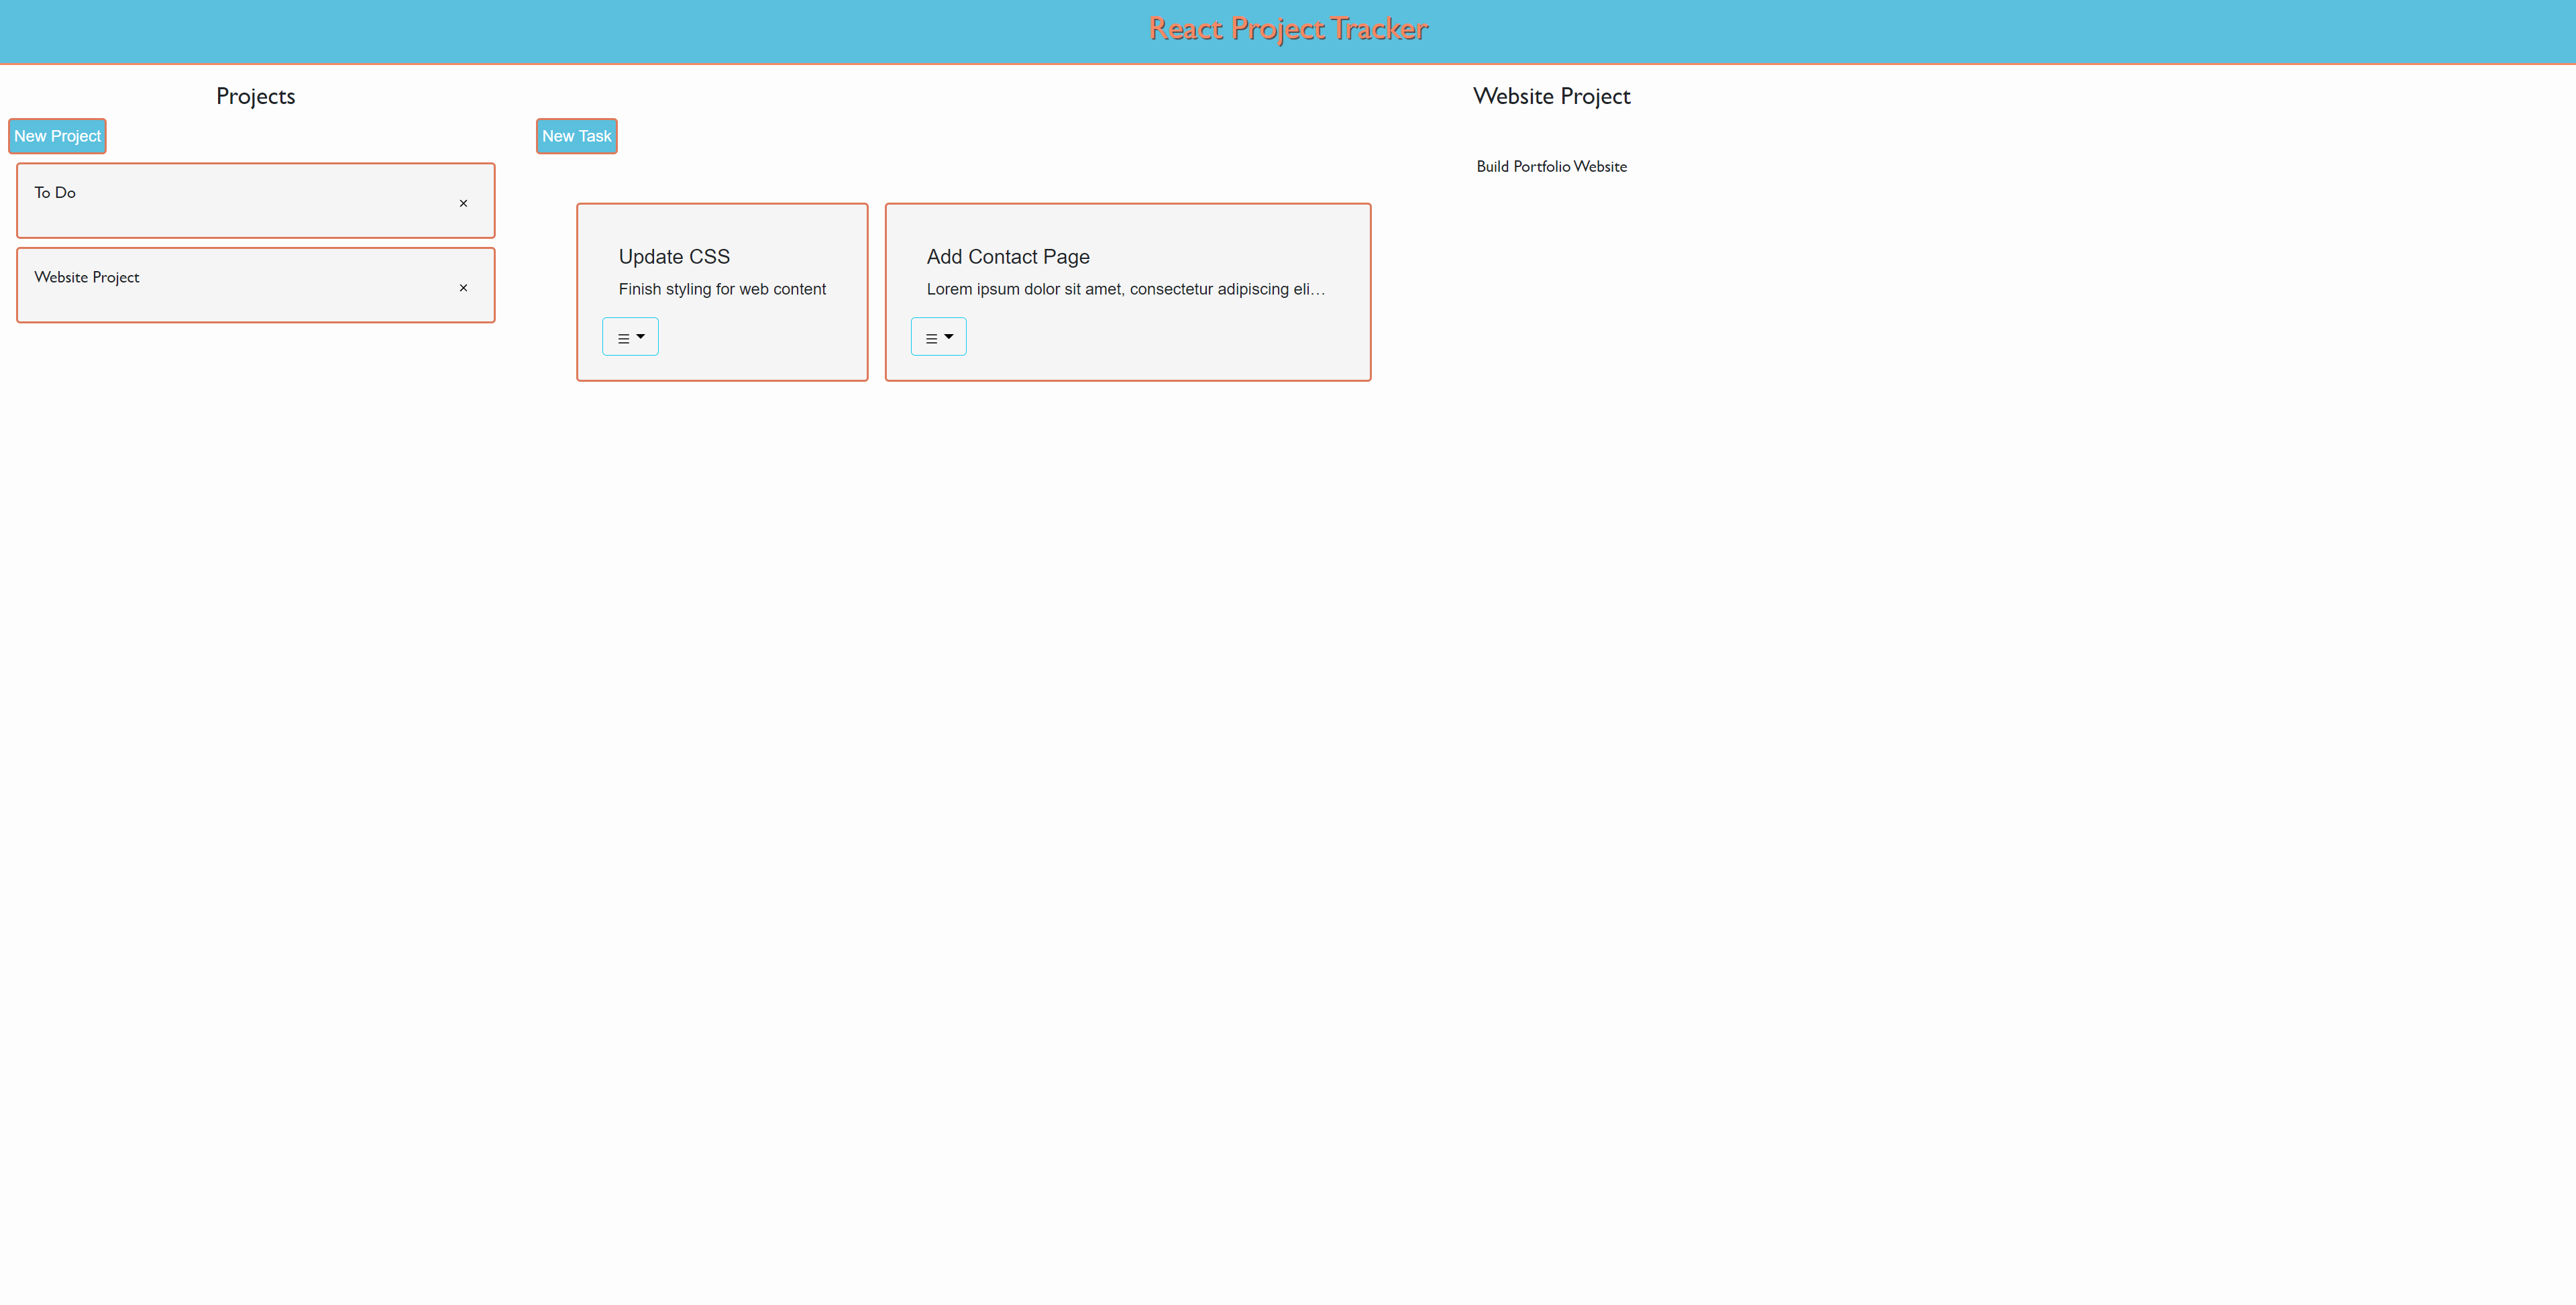 React Project Tracker
Projects
New Project
To Do
Website Project
Website Project
New Task
Build Portfolio Website
Update CSS
Finish styling for web content
Add Contact Page
Lorem ipsum dolor sit amet, consectetur adipiscing eli...